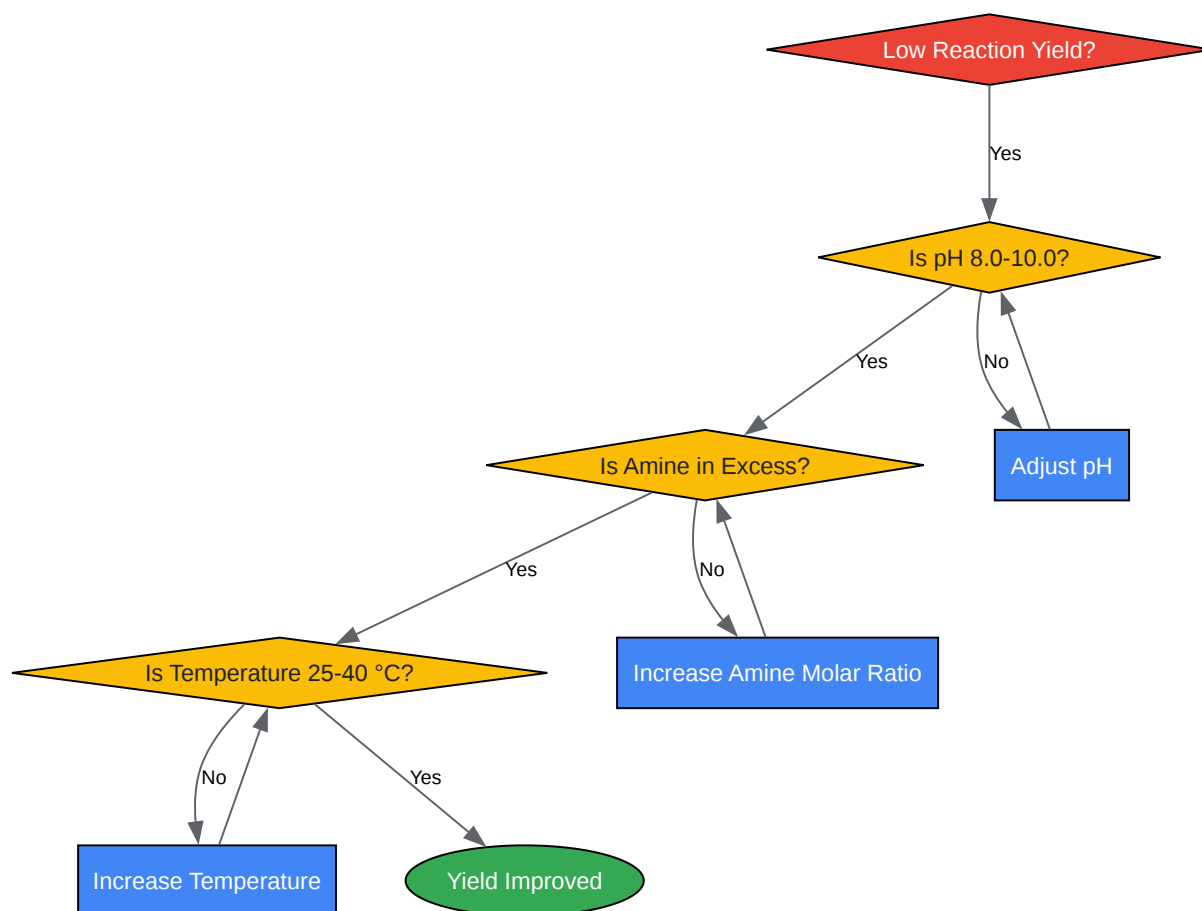 Low Reaction Yield?
Yes
Is pH 8.0-10.0?
Yes
No
Is Amine in Excess?
Adjust pH
Yes
No
Is Temperature 25-40 °C?
Increase Amine Molar Ratio
No
Yes
Increase Temperature
Yield Improved